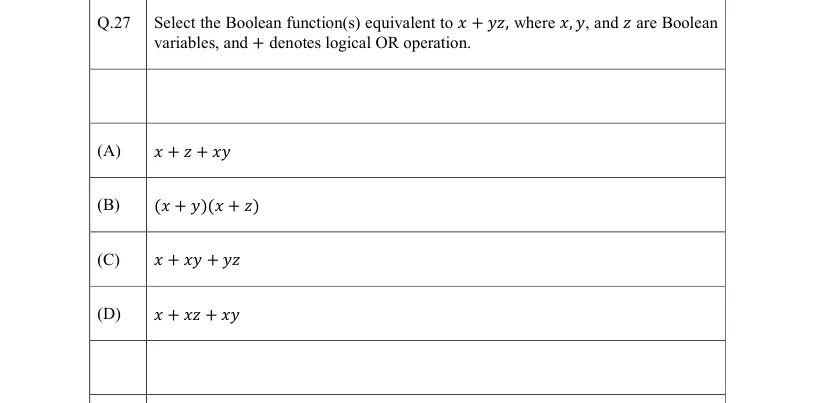 Q.27 Select the Boolean function(s) equivalent to 𝑥 + 𝑦𝑧, where 𝑥, 𝑦, and 𝑧 are Boolean
variables, and + denotes logical OR operation.
(A) 𝑥 + 𝑧 + 𝑥𝑦
(B) (𝑥 + 𝑦)(𝑥 + 𝑧)
(C) 𝑥 + 𝑥𝑦 + 𝑦𝑧
(D) 𝑥 + 𝑥𝑧 + 𝑥𝑦